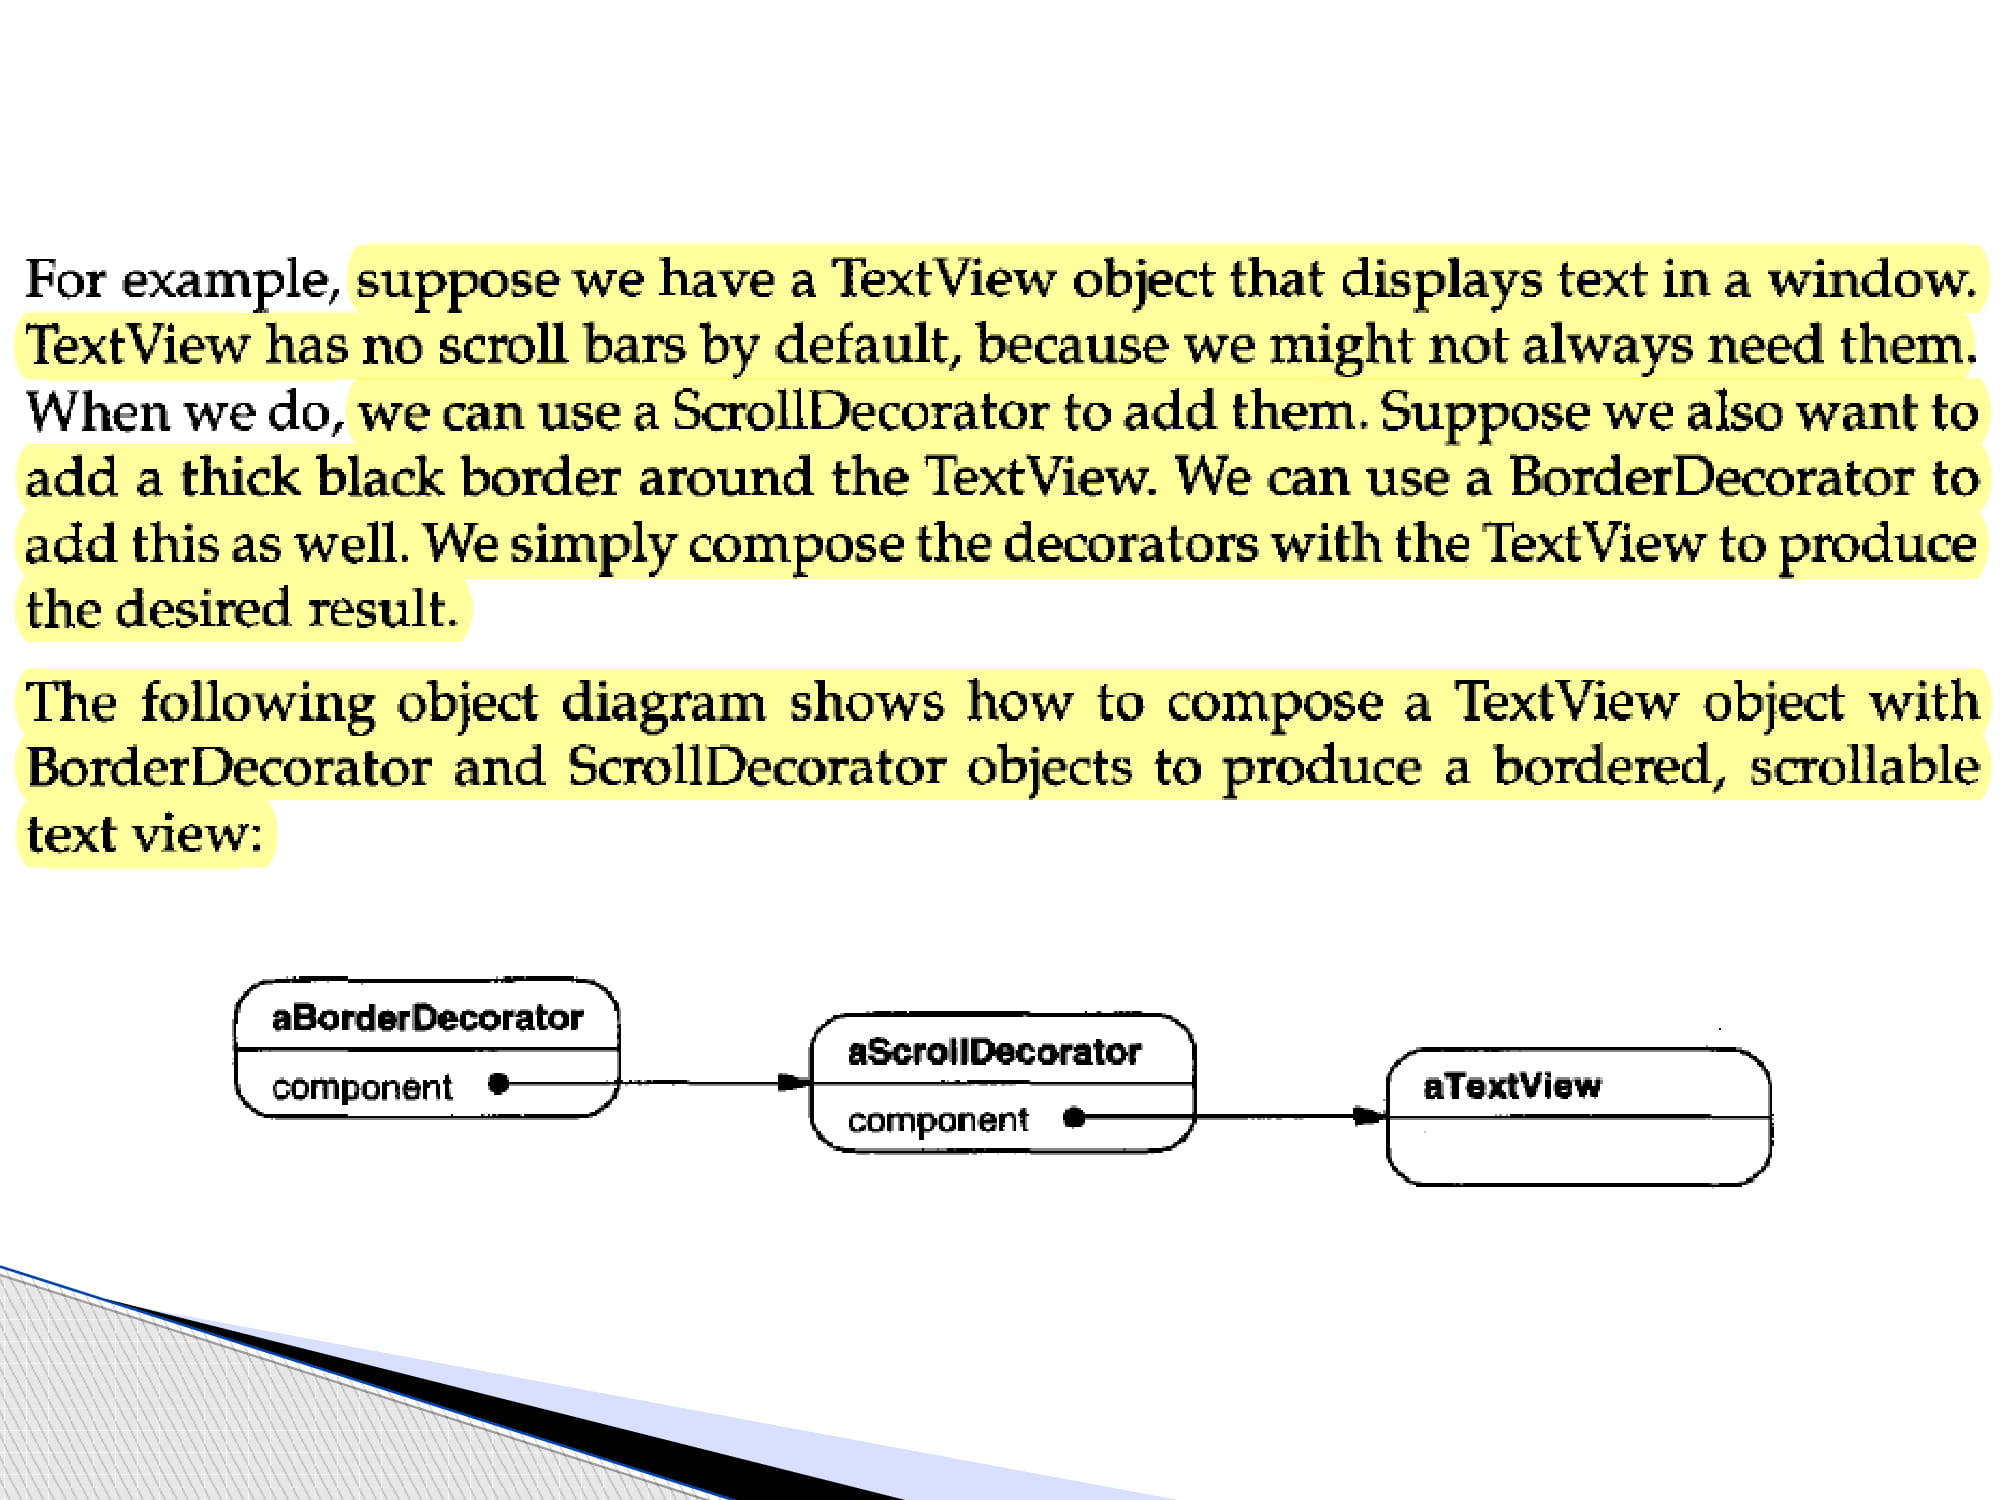 For example, suppose we have a TextView object that displays text in a window.
TextView has no scroll bars by default, because we might not always need them.
When we do, we can use a ScrollDecorator to add them. Suppose we also want to
add a thick black border around the TextView. We can use a BorderDecorator to
add this as well. We simply compose the decorators with the TextView to produce
the desired result.
The following object diagram shows how to compose a TextView object with
BorderDecorator and ScrollDecorator objects to produce a bordered, scrollable
text view:
aBorderDecorator
component
aScrollDecorator
component
aTextView